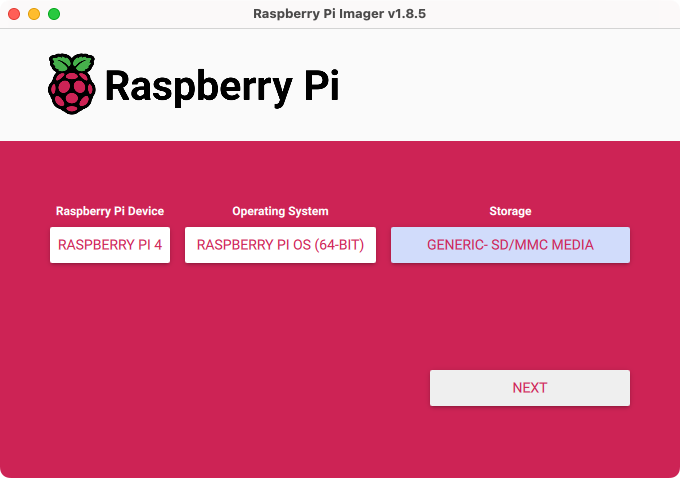 Raspberry Pi Imager v1.8.5
Raspberry Pi
Raspberry Pi Device Operating System Storage
RASPBERRY PI 4 RASPBERRY PI OS (64-BIT) GENERIC- SD/MMC MEDIA
NEXT